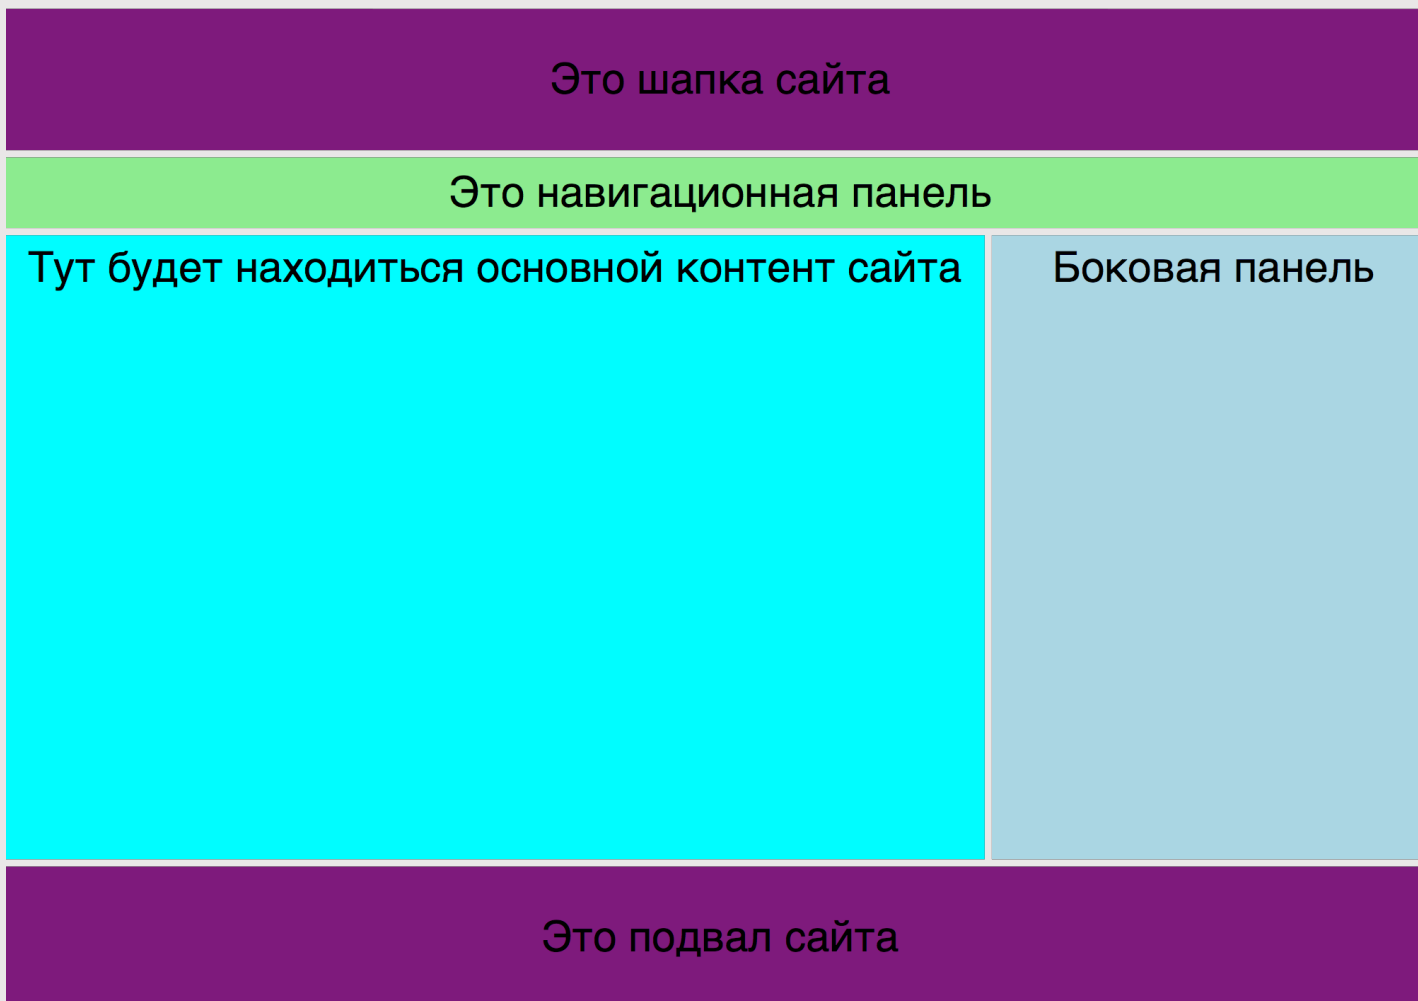 Это шапка сайта
Это навигационная панель
Тут будет находиться основной контент сайта
Боковая панель
Это подвал сайта